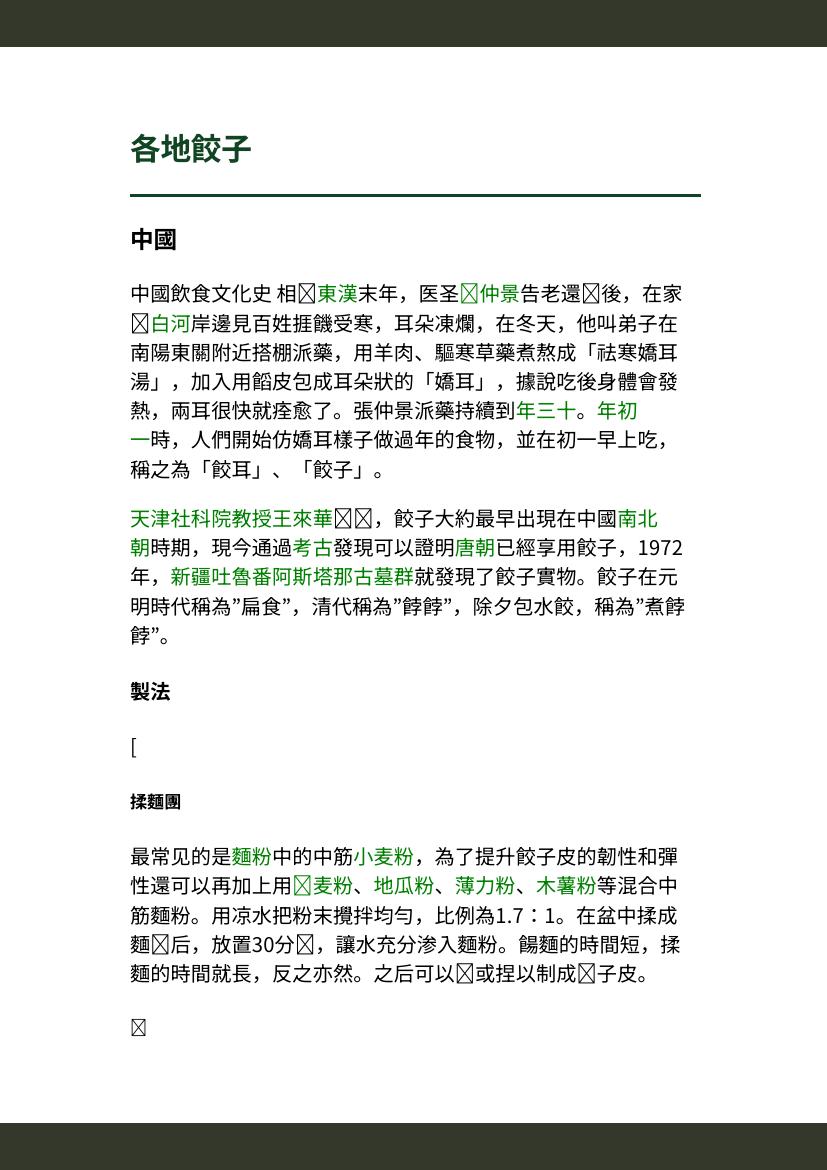 各地餃子
中國
中國飲食文化史 相東漢末年，医圣仲景告老還後，在家
白河岸邊見百姓捱饑受寒，耳朵凍爛，在冬天，他叫弟子在
南陽東關附近搭棚派藥，用羊肉、驅寒草藥煮熬成「祛寒嬌耳
湯」，加入用餡皮包成耳朵狀的「嬌耳」，據說吃後身體會發
熱，兩耳很快就痊愈了。張仲景派藥持續到年三十。年初
一時，人們開始仿嬌耳樣子做過年的食物，並在初一早上吃，
稱之為「餃耳」、「餃子」。
天津社科院教授王來華，餃子大約最早出現在中國南北
朝時期，現今通過考古發現可以證明唐朝已經享用餃子，1972
年，新疆吐魯番阿斯塔那古墓群就發現了餃子實物。餃子在元
明時代稱為”扁食”，清代稱為”餑餑”，除夕包水餃，稱為”煮餑
餑”。
製法
[
揉麵團
最常见的是麵粉中的中筋小麦粉，為了提升餃子皮的韌性和彈
性還可以再加上用麦粉、地瓜粉、薄力粉、木薯粉等混合中
筋麵粉。用凉水把粉末攪拌均勻，比例為1.7：1。在盆中揉成
麵后，放置30分，讓水充分渗入麵粉。餳麵的時間短，揉
麵的時間就長，反之亦然。之后可以或捏以制成子皮。